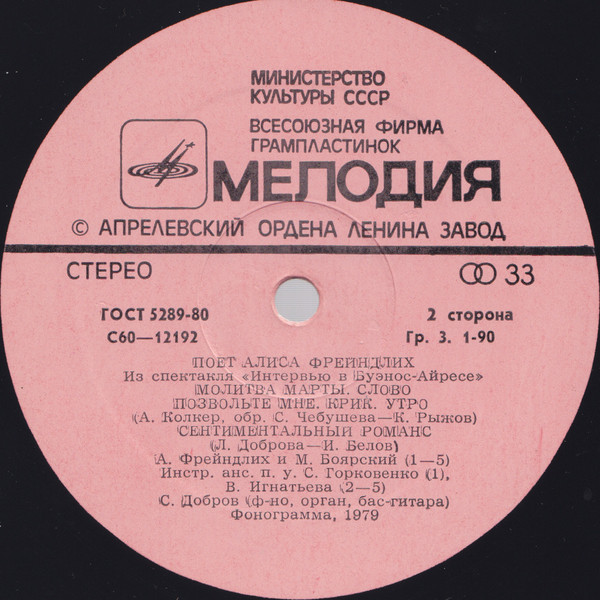 МИНИСТЕРСТВО
КУЛЬТУРЫ СССР
ВСЕСОЮЗНАЯ ФИРМА
ГРАМПЛАСТИНОК
МЕЛОДИЯ
© АПРЕЛЕВСКИЙ ОРДЕНА ЛЕНИНА ЗАВОД
СТЕРЕО 33
ГОСТ 5289-80 2 сторона
С60—12192 Гр. 3. 1-90
ПОЕТ АЛИСА ФРЕЙНДЛИХ
Из спектакля «Интервью в Буэнос-Айресе»
МОЛИТВА МАРТЫ. СЛОВО
ПОЗВОЛЬТЕ МНЕ. КРИК. УТРО
(А. Колкер, обр. С. Чебушева—К. Рыжов)
СЕНТИМЕНТАЛЬНЫЙ РОМАНС
(Л. Доброва—И. Белов)
А. Фрейндлих и М. Боярский (1—5)
Инстр. анс. п. у. С. Горковенко (1),
В. Игнатьева (2—5)
С. Добров (ф-но, орган, бас-гитара)
Фонограмма, 1979